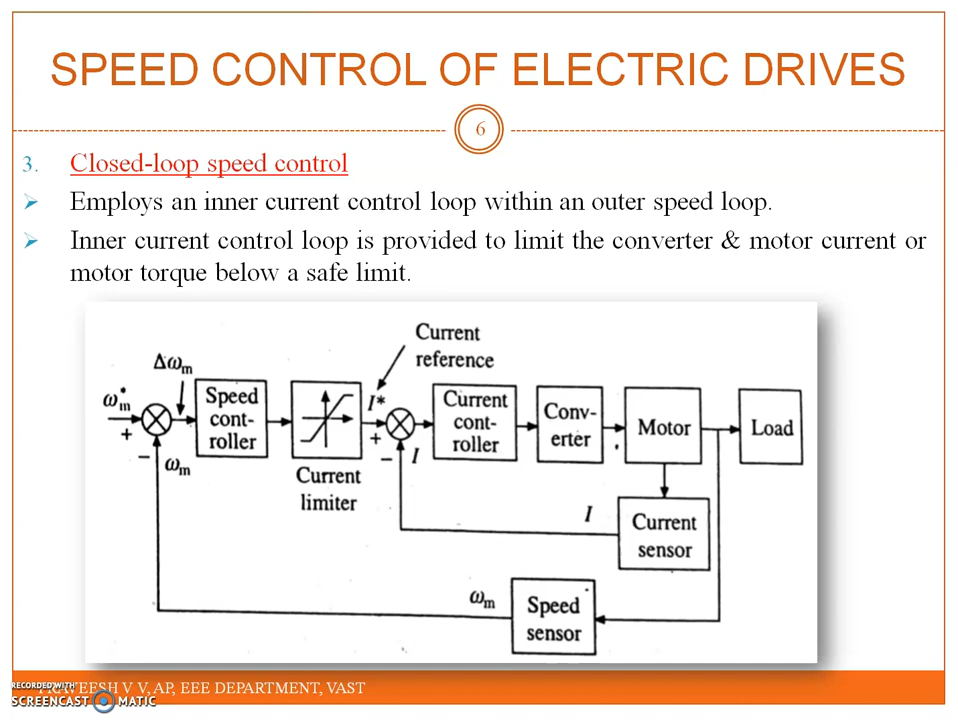 SPEED CONTROL OF ELECTRIC DRIVES
6
3. Closed-loop speed control
➢ Employs an inner current control loop within an outer speed loop.
➢ Inner current control loop is provided to limit the converter & motor current or
motor torque below a safe limit.
Current
reference
Δωm
ω*m
+
−
ωm
Speed
cont-
roller
Current
limiter
I*
+
−
I
Current
cont-
roller
Conv-
erter
Motor
Load
I
Current
sensor
ωm
Speed
sensor
V V, AP, EEE DEPARTMENT, VAST
RECORDED WITH
SCREENCAST MATIC